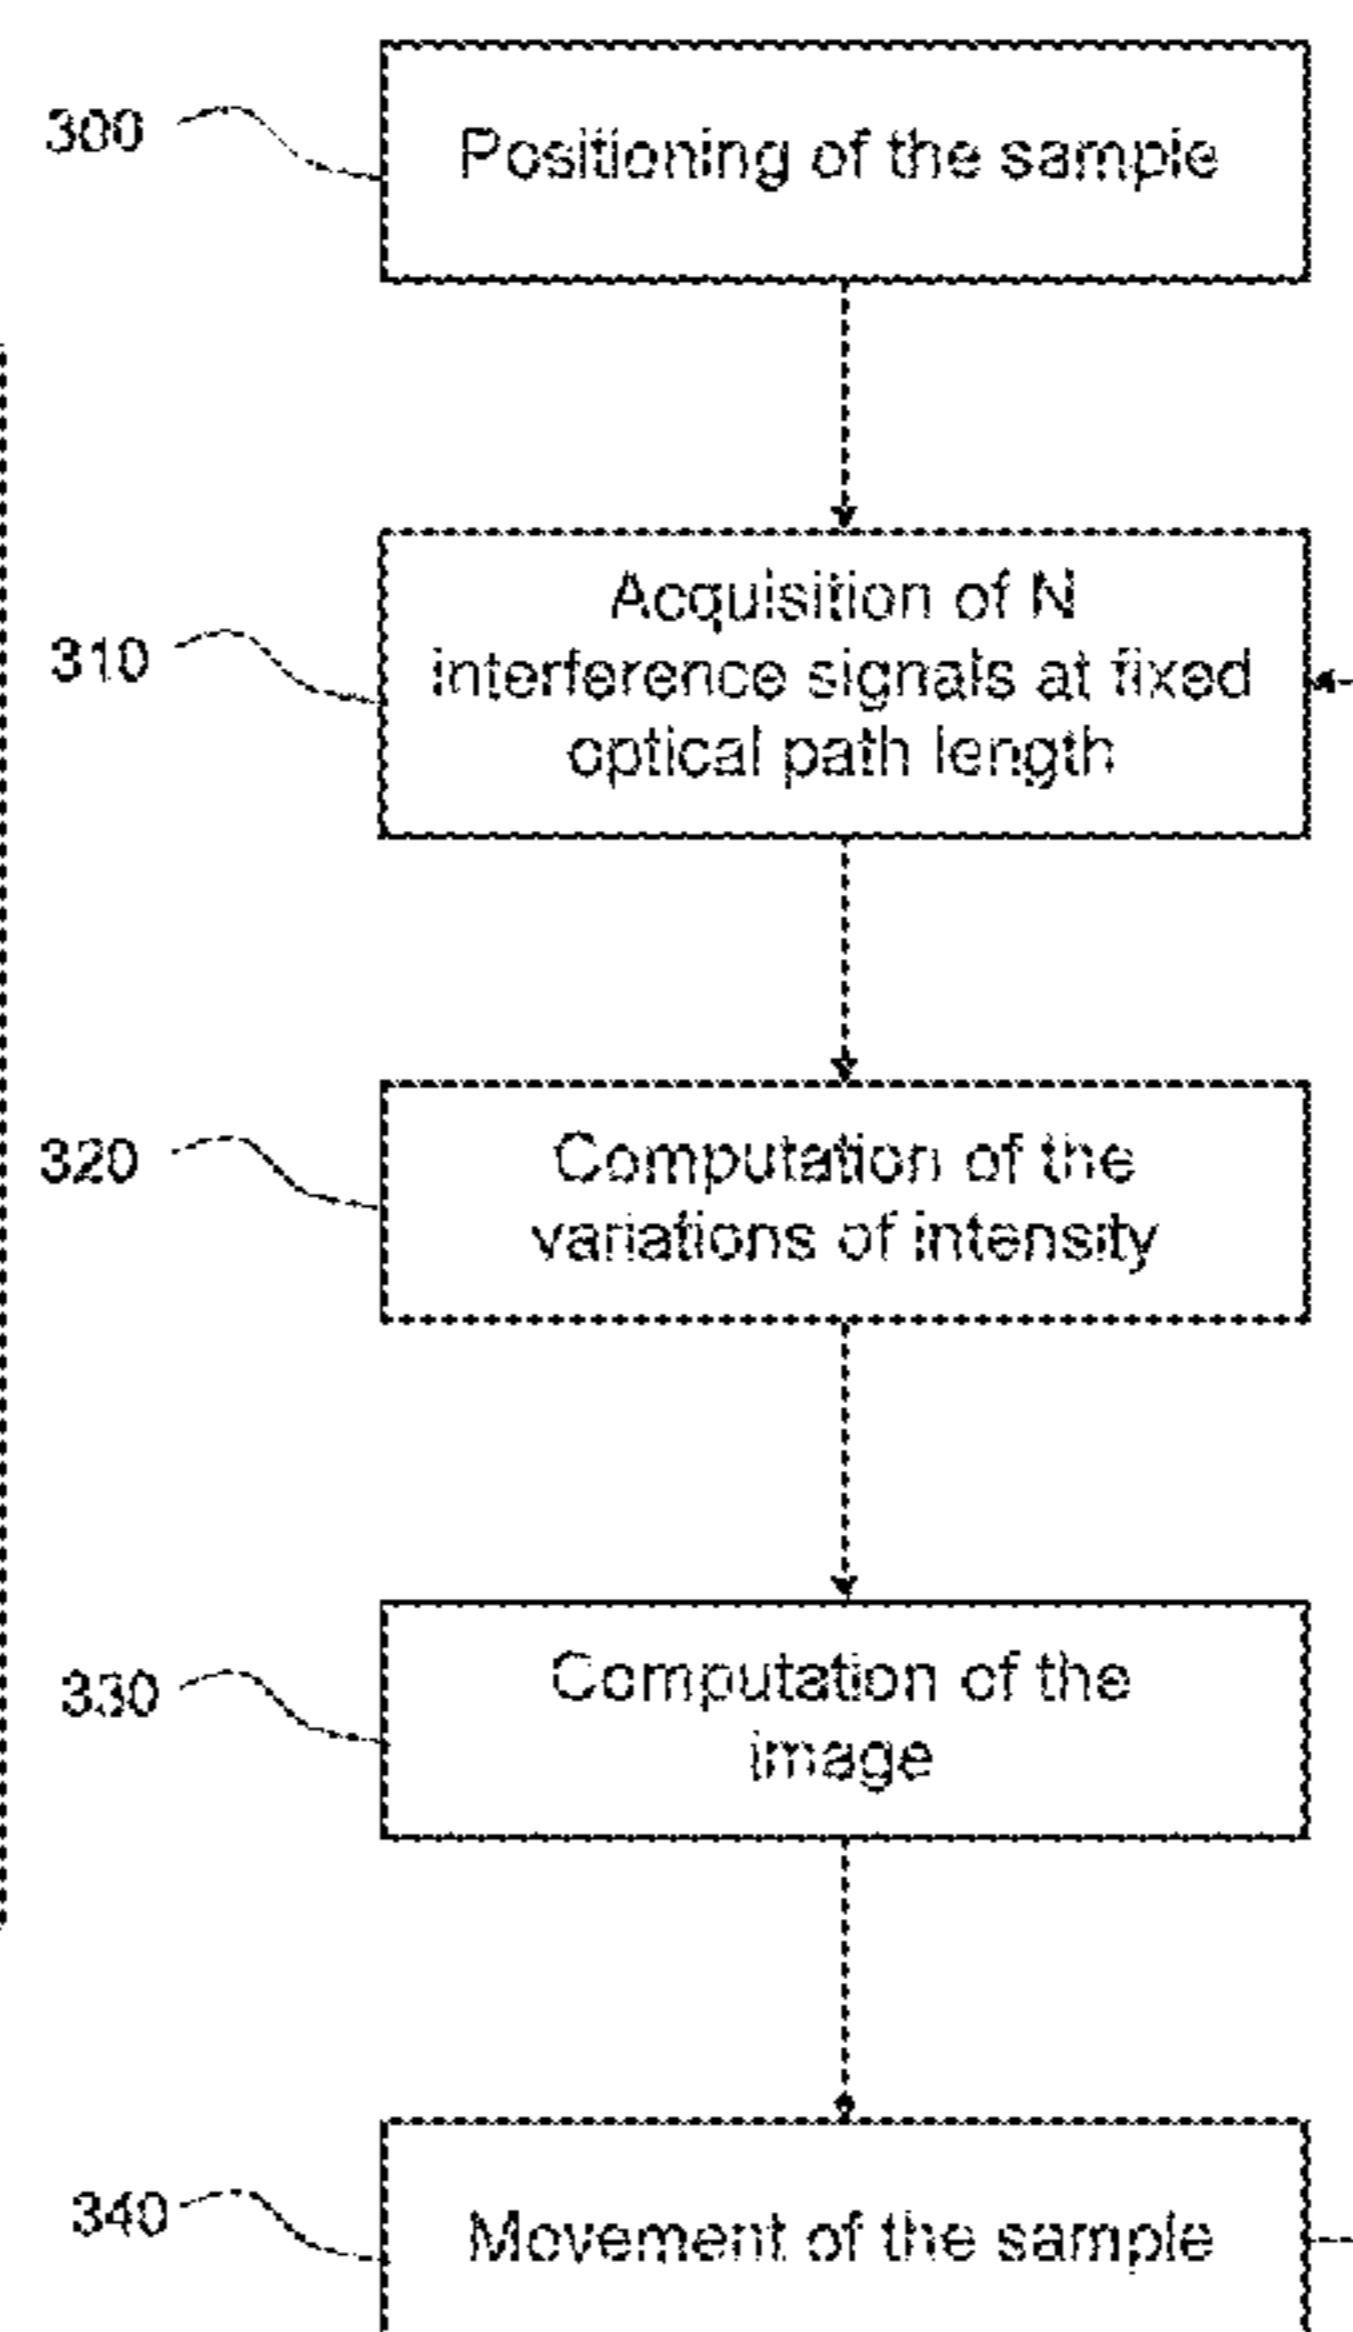 300
Positioning of the sample
310
Acquisition of N
interference signals at fixed
optical path length
320
Computation of the
variations of intensity
330
Computation of the
image
340
Movement of the sample